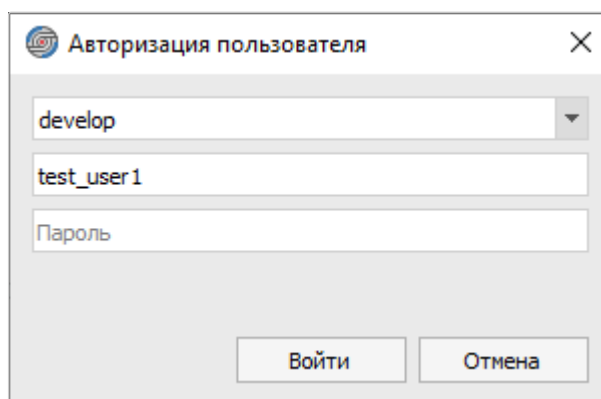 Авторизация пользователя
develop
test_user1
Пароль
Войти Отмена